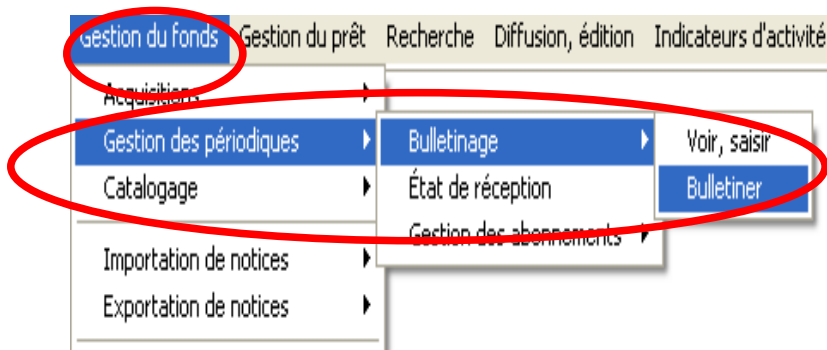 Gestion du fonds Gestion du prêt Recherche Diffusion, édition Indicateurs d'activité
Acquisitions
Gestion des périodiques Bulletinage Voir, saisir
Catalogage État de réception Bulletiner
Gestion des abonnements
Importation de notices
Exportation de notices